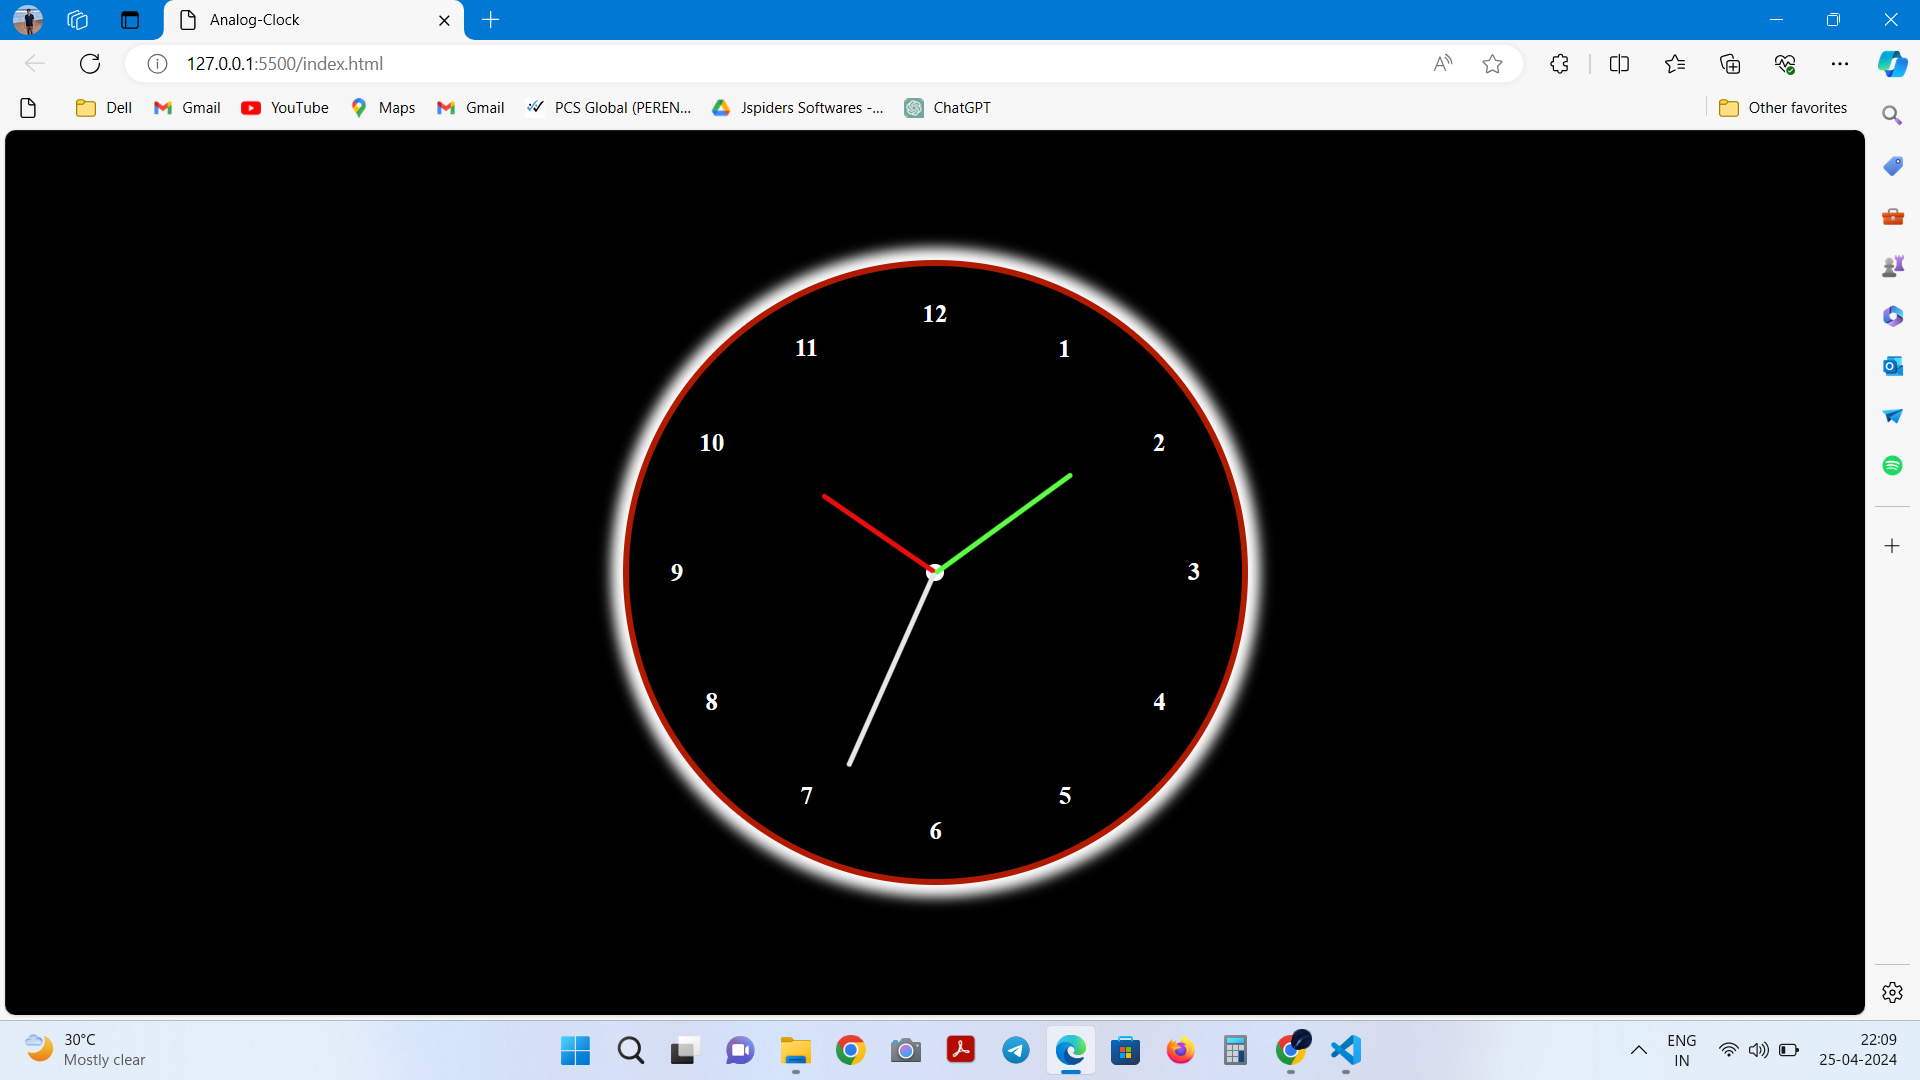 Analog-Clock
127.0.0.1:5500/index.html
Dell Gmail YouTube Maps Gmail PCS Global (PEREN... Jspiders Softwares -... ChatGPT Other favorites
12
11 1
10 2
9 3
8 4
7 5
6
30°C
Mostly clear
ENG
IN
22:09
25-04-2024